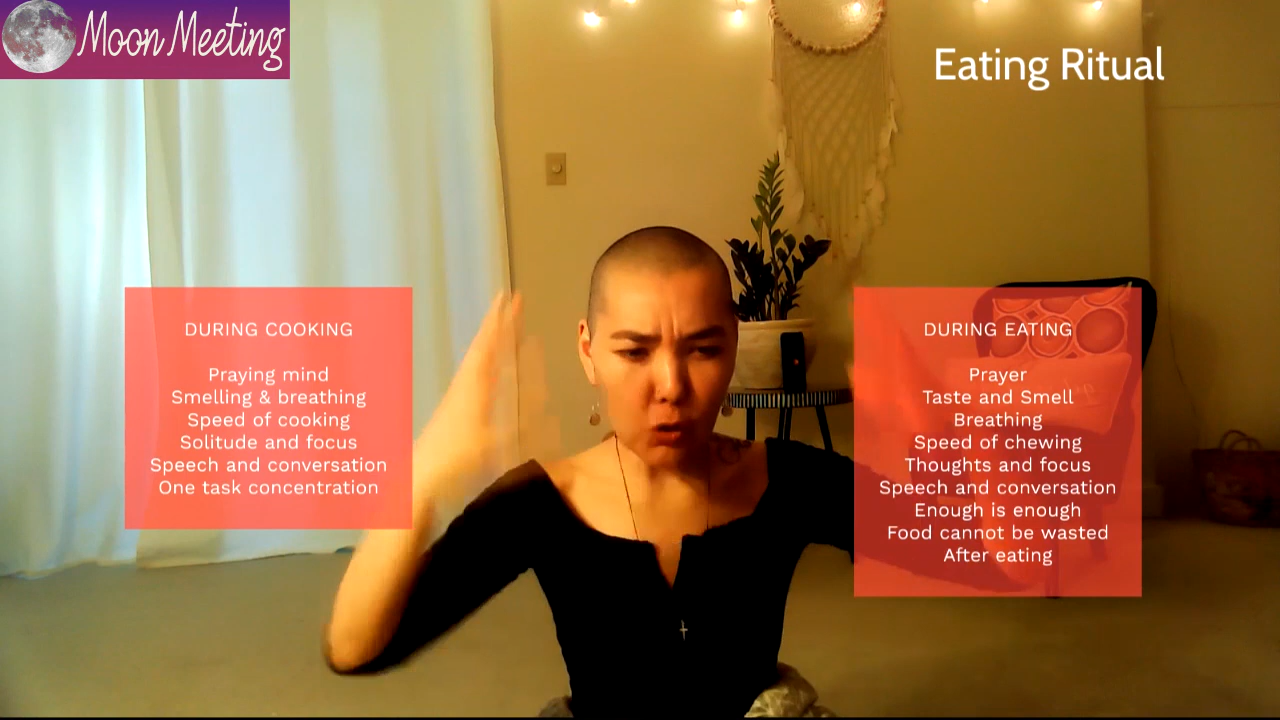 Moon Meeting
Eating Ritual
DURING COOKING
Praying mind
Smelling & breathing
Speed of cooking
Solitude and focus
Speech and conversation
One task concentration
DURING EATING
Prayer
Taste and Smell
Breathing
Speed of chewing
Thoughts and focus
Speech and conversation
Enough is enough
Food cannot be wasted
After eating